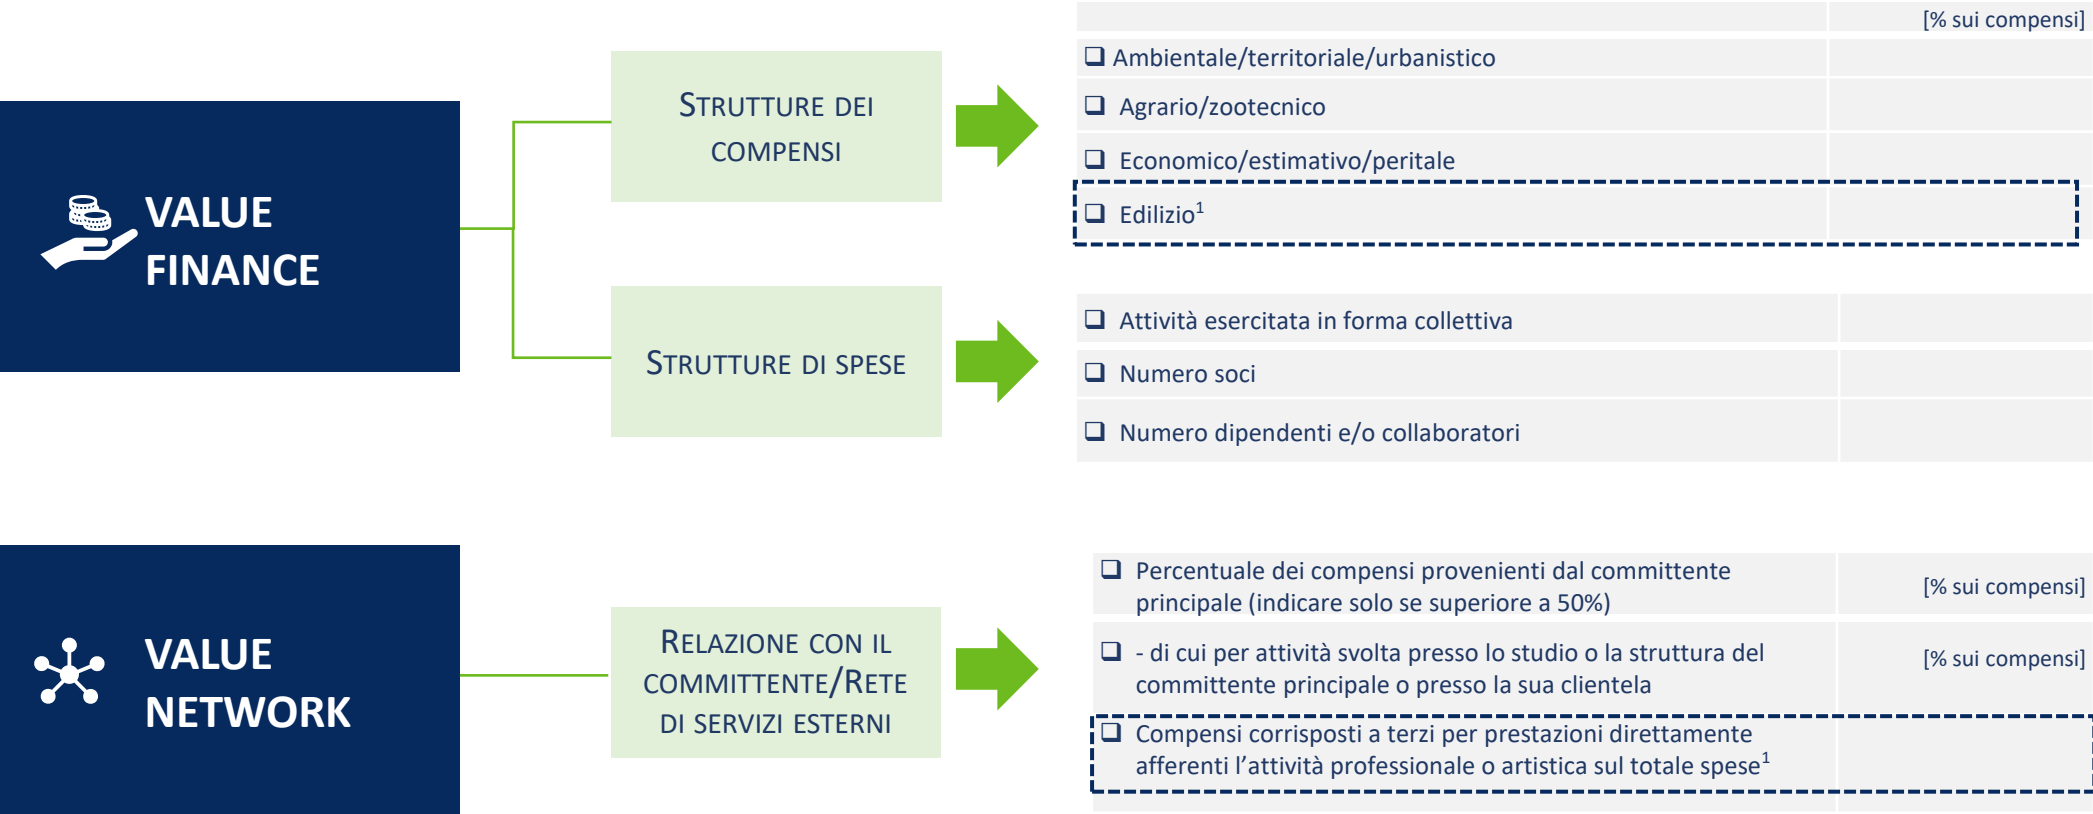 VALUE
FINANCE
STRUTTURE DEI
COMPENSI
[% sui compensi]
❑ Ambientale/territoriale/urbanistico
❑ Agrario/zootecnico
❑ Economico/estimativo/peritale
❑ Edilizio¹
STRUTTURE DI SPESE
❑ Attività esercitata in forma collettiva
❑ Numero soci
❑ Numero dipendenti e/o collaboratori
VALUE
NETWORK
RELAZIONE CON IL
COMMITTENTE/RETE
DI SERVIZI ESTERNI
❑ Percentuale dei compensi provenienti dal committente
principale (indicare solo se superiore a 50%)
[% sui compensi]
❑ - di cui per attività svolta presso lo studio o la struttura del
committente principale o presso la sua clientela
[% sui compensi]
❑ Compensi corrisposti a terzi per prestazioni direttamente
afferenti l’attività professionale o artistica sul totale spese¹